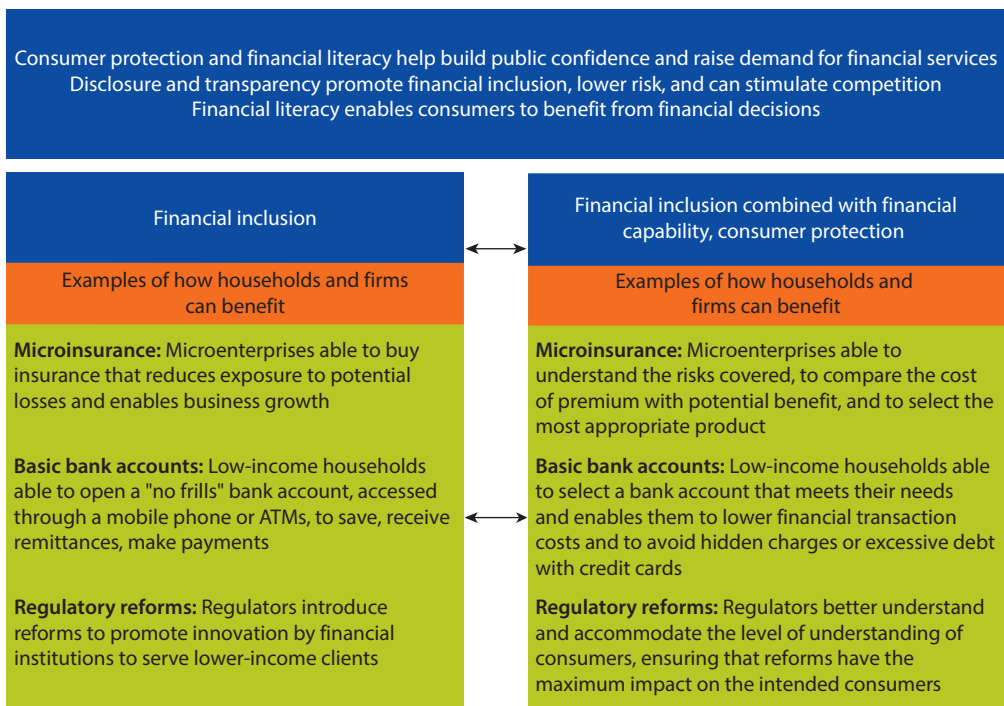 Consumer protection and financial literacy help build public confidence and raise demand for financial services
Disclosure and transparency promote financial inclusion, lower risk, and can stimulate competition
Financial literacy enables consumers to benefit from financial decisions
Financial inclusion
Examples of how households and firms
can benefit
Microinsurance: Microenterprises able to buy
insurance that reduces exposure to potential
losses and enables business growth
Basic bank accounts: Low-income households
able to open a "no frills" bank account, accessed
through a mobile phone or ATMs, to save, receive
remittances, make payments
Regulatory reforms: Regulators introduce
reforms to promote innovation by financial
institutions to serve lower-income clients
Financial inclusion combined with financial
capability, consumer protection
Examples of how households and
firms can benefit
Microinsurance: Microenterprises able to
understand the risks covered, to compare the cost
of premium with potential benefit, and to select the
most appropriate product
Basic bank accounts: Low-income households able
to select a bank account that meets their needs
and enables them to lower financial transaction
costs and to avoid hidden charges or excessive debt
with credit cards
Regulatory reforms: Regulators better understand
and accommodate the level of understanding of
consumers, ensuring that reforms have the
maximum impact on the intended consumers